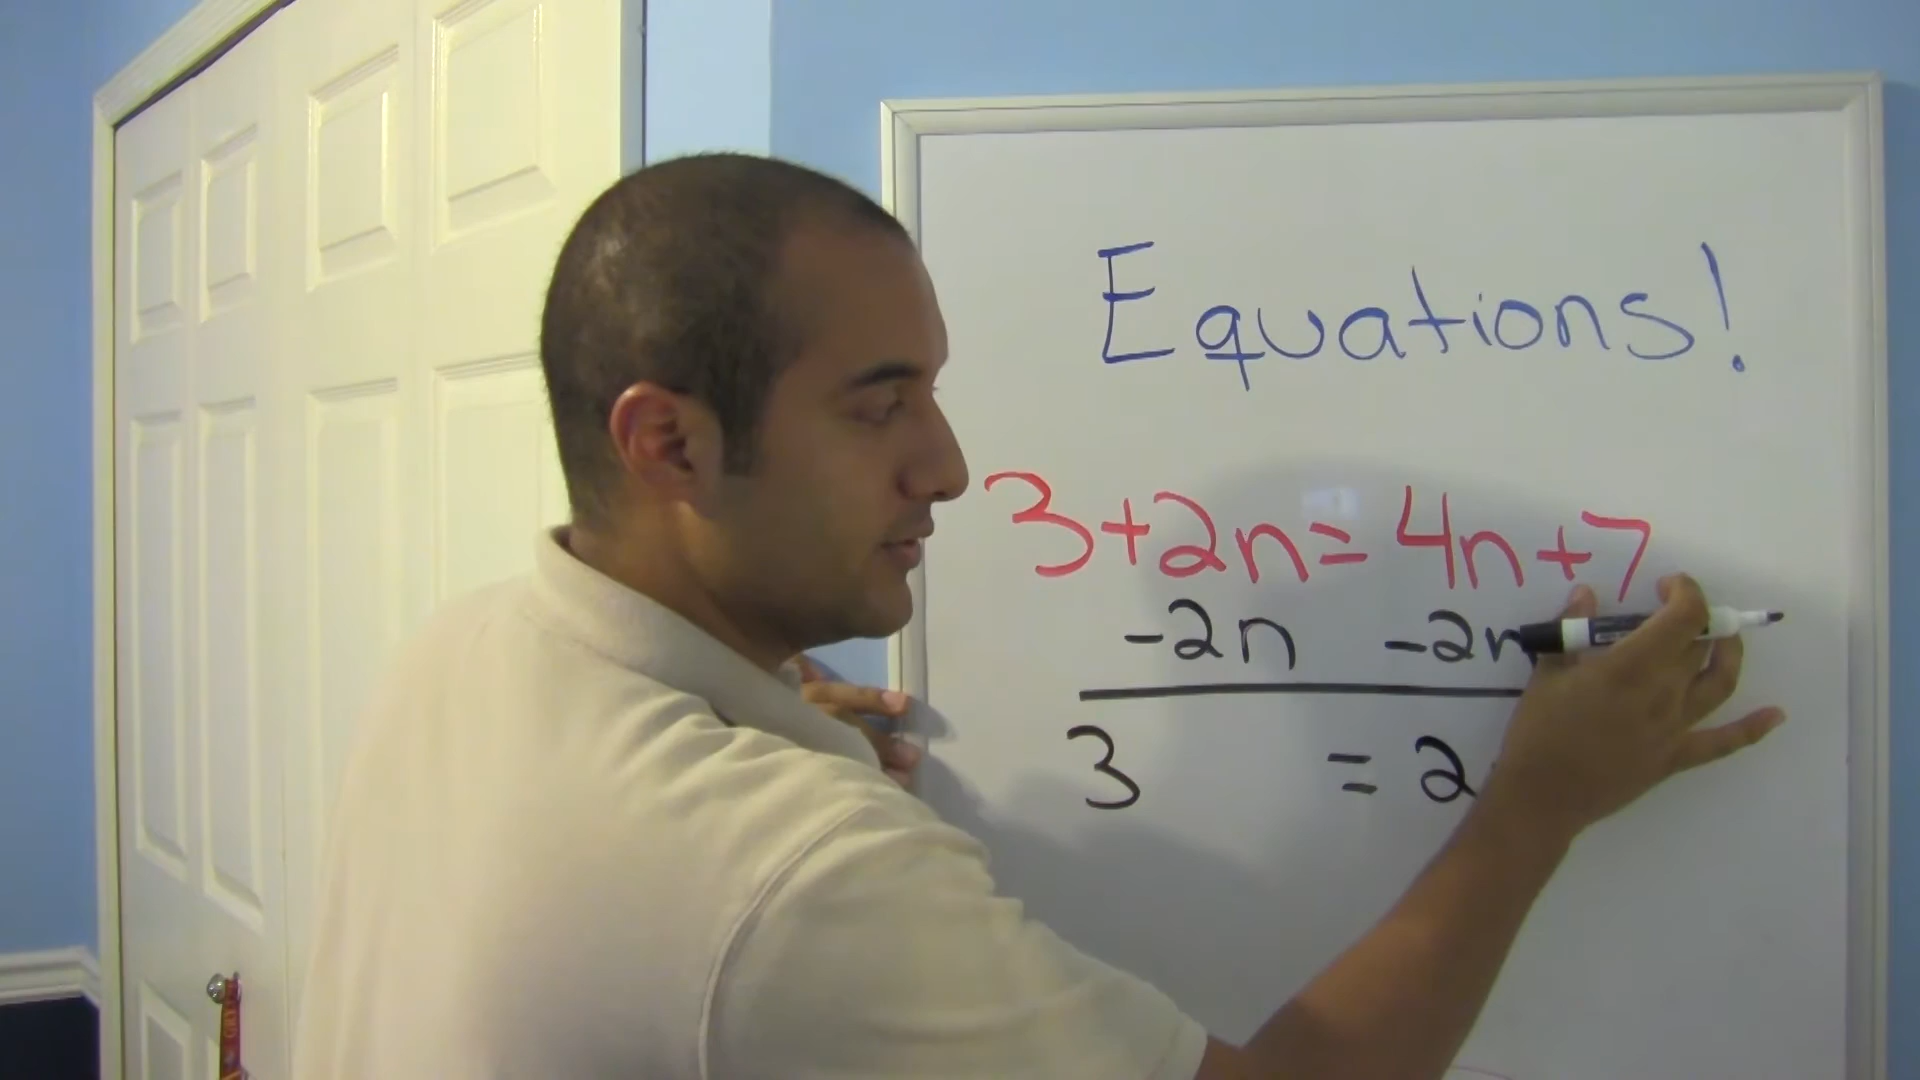 Equations!
3+2n=4n+7
-2n -2n
3 = 2